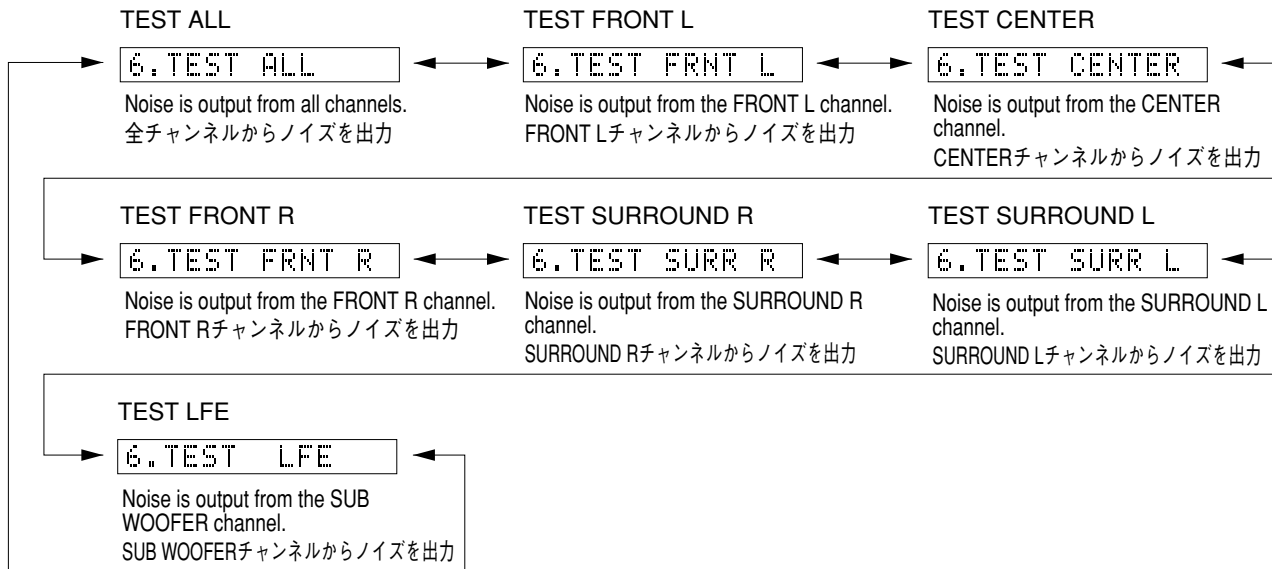 TEST ALL
6.TEST ALL
Noise is output from all channels.
全チャンネルからノイズを出力
TEST FRONT L
6.TEST FRNT L
Noise is output from the FRONT L channel.
FRONT Lチャンネルからノイズを出力
TEST CENTER
6.TEST CENTER
Noise is output from the CENTER
channel.
CENTERチャンネルからノイズを出力
TEST FRONT R
6.TEST FRNT R
Noise is output from the FRONT R channel.
FRONT Rチャンネルからノイズを出力
TEST SURROUND R
6.TEST SURR R
Noise is output from the SURROUND R
channel.
SURROUND Rチャンネルからノイズを出力
TEST SURROUND L
6.TEST SURR L
Noise is output from the SURROUND L
channel.
SURROUND Lチャンネルからノイズを出力
TEST LFE
6.TEST LFE
Noise is output from the SUB
WOOFER channel.
SUB WOOFERチャンネルからノイズを出力